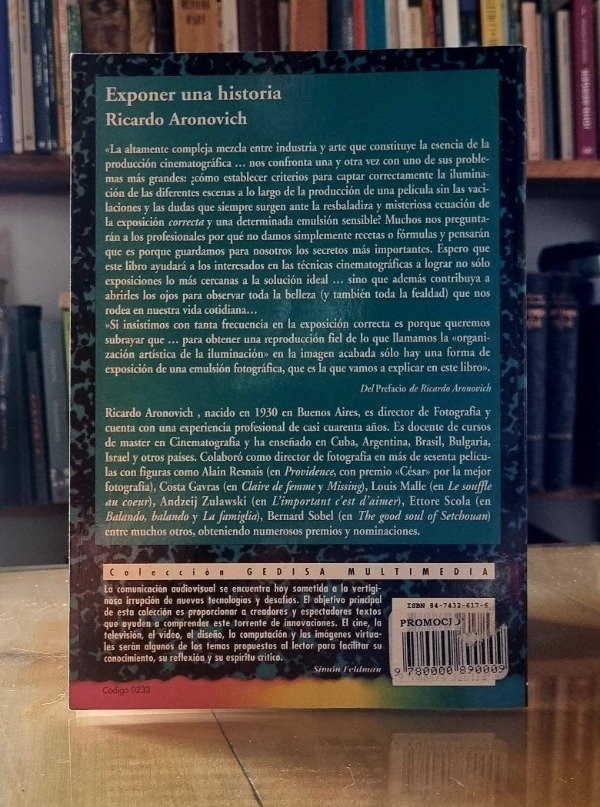 Exponer una historia
Ricardo Aronovich
«La altamente compleja mezcla entre industria y arte que constituye la esencia de la
producción cinematográfica … nos confronta una y otra vez con uno de sus proble-
mas más grandes: ¡cómo establecer criterios para captar correctamente la ilumina-
ción de las diferentes escenas a lo largo de la producción de una película sin las vaci-
laciones y las dudas que siempre surgen ante la resbaladiza y misteriosa ecuación de
la exposición correcta y una determinada emulsión sensible? Muchos nos pregunta-
rán a los profesionales por qué no damos simplemente recetas o fórmulas y pensarán
que es porque guardamos para nosotros los secretos más importantes. Espero que
este libro ayudará a los interesados en las técnicas cinematográficas a lograr no sólo
exposiciones lo más cercanas a la solución ideal … sino que además contribuya a
abrirles los ojos para observar toda la belleza (y también toda la fealdad) que nos
rodea en nuestra vida cotidiana…
»Si insistimos con tanta frecuencia en la exposición correcta es porque queremos
subrayar que … para obtener una reproducción fiel de lo que llamamos la «organi-
zación artística de la iluminación» en la imagen acabada sólo hay una forma de
exposición de una emulsión fotográfica, que es la que vamos a explicar en este libro».
Del Prefacio de Ricardo Aronovich
Ricardo Aronovich , nacido en 1930 en Buenos Aires, es director de Fotografía y
cuenta con una experiencia profesional de casi cuarenta años. Es docente de cursos
de master en Cinematografía y ha enseñado en Cuba, Argentina, Brasil, Bulgaria,
Israel y otros países. Colaboró como director de fotografía en más de sesenta pelícu-
las con figuras como Alain Resnais (en Providence, con premio «César» por la mejor
fotografía), Costa Gavras (en Claire de femme y Missing), Louis Malle (en Le souffle
au coeur), Andzeij Zulawski (en L'important c'est d'aimer), Ettore Scola (en
Balando, balando y La famiglia), Bernard Sobel (en The good soul of Setchouan)
entre muchos otros, obteniendo numerosos premios y nominaciones.
Colección GEDISA MULTIMEDIA
La comunicación audiovisual se encuentra hoy sometida a la vertigi-
nosa irrupción de nuevas tecnologías y desafíos. El objetivo principal
de esta colección es proporcionar a creadores y espectadores textos
que ayuden a comprender este torrente de innovaciones. El cine, la
televisión, el video, el diseño, la computación y las imágenes virtua-
les serán algunos de los temas propuestos al lector para facilitar su
conocimiento, su reflexión y su espíritu crítico.
Simón Feldman
Código 0233
ISBN 84-7432-617-6
9 780000 890009